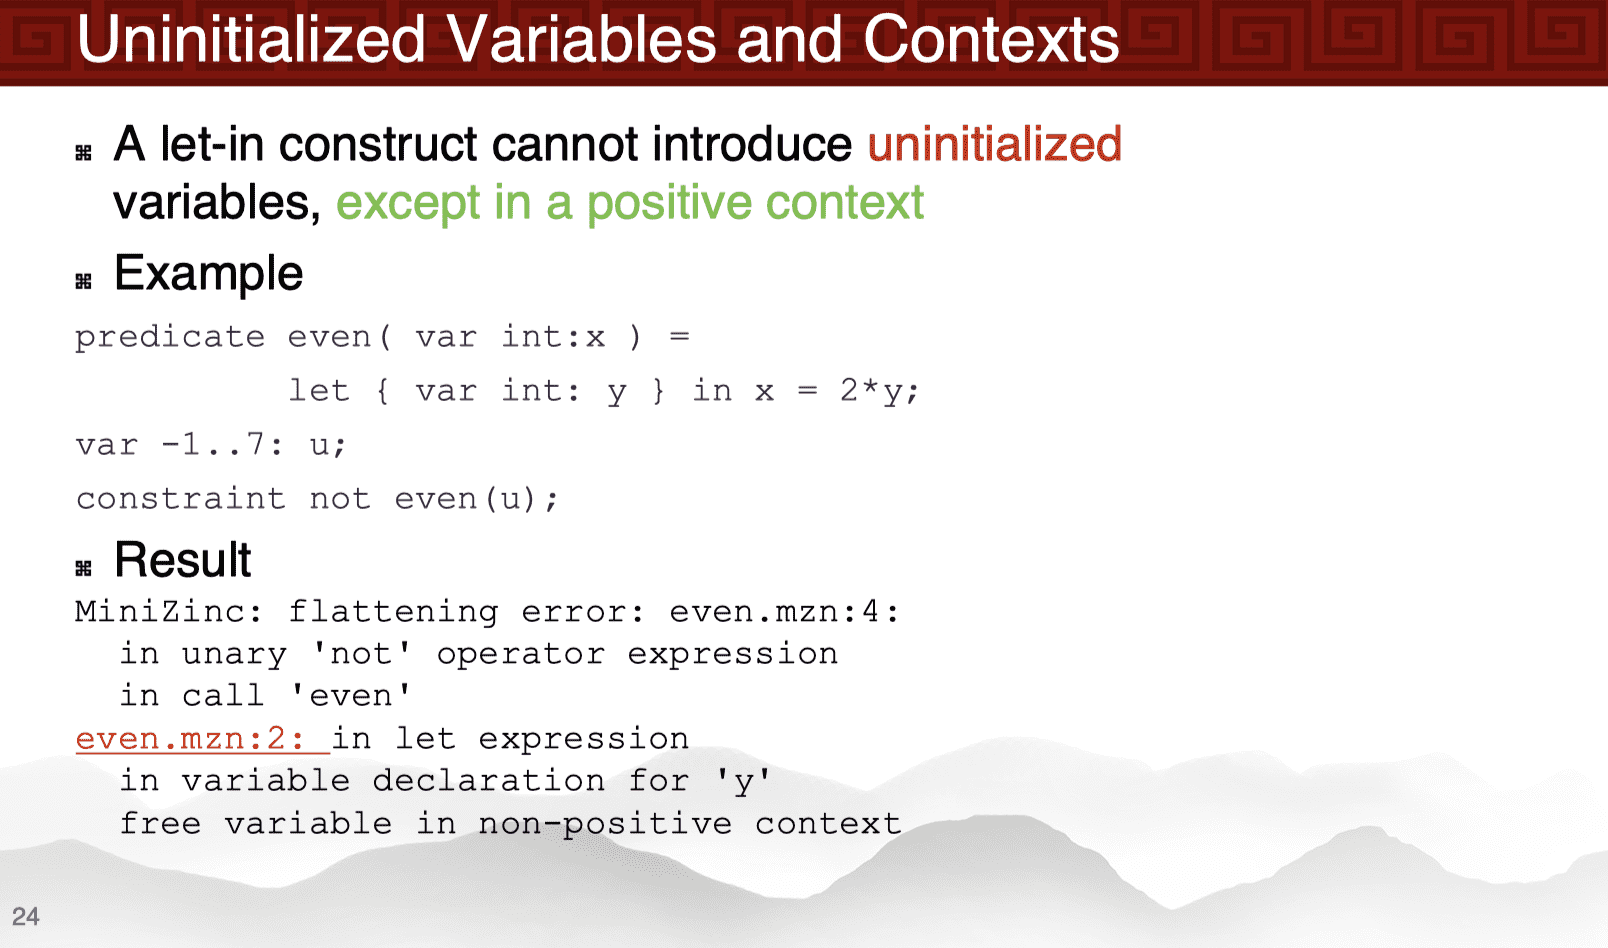 Uninitialized Variables and Contexts
⌘ A let-in construct cannot introduce uninitialized
variables, except in a positive context
⌘ Example
predicate even( var int:x ) =
let { var int: y } in x = 2*y;
var -1..7: u;
constraint not even(u);
⌘ Result
MiniZinc: flattening error: even.mzn:4:
in unary 'not' operator expression
in call 'even'
even.mzn:2: in let expression
in variable declaration for 'y'
free variable in non-positive context
24